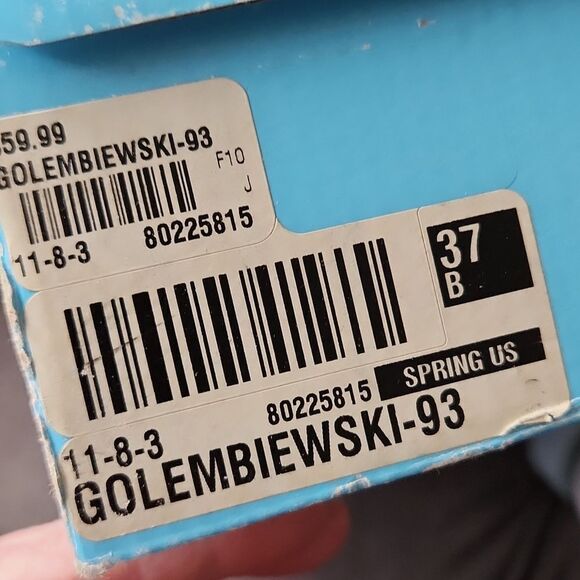 59.99
GOLEMBIEWSKI-93
F10
J
11-8-3 80225815
37
B
SPRING US
11-8-3 80225815
GOLEMBIEWSKI-93